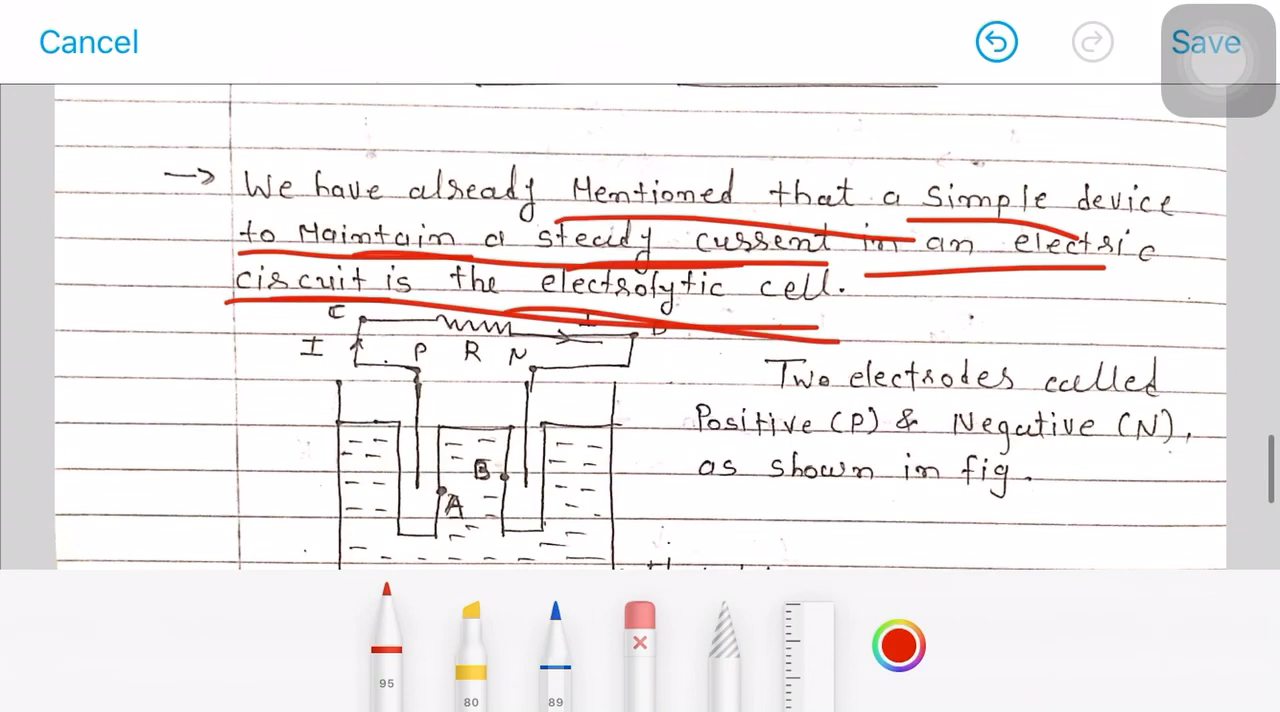 Cancel
Save
→ We have already Mentioned that a simple device
to Maintain a steady current in an electric
circuit is the electrolytic cell.
C
I
P R N
Two electrodes called
Positive (P) & Negative (N),
as shown in fig.
B
A
95
80
89